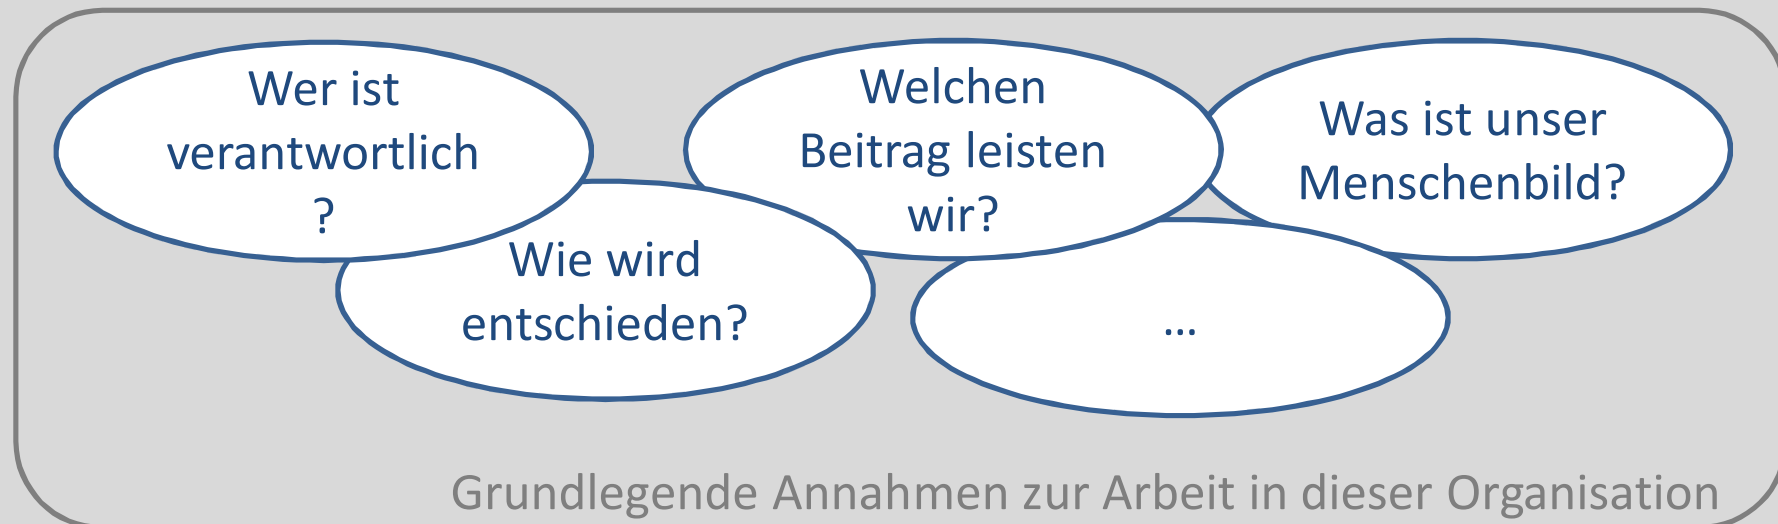 Wer ist
verantwortlich
?
Wie wird
entschieden?
Welchen
Beitrag leisten
wir?
…
Was ist unser
Menschenbild?
Grundlegende Annahmen zur Arbeit in dieser Organisation